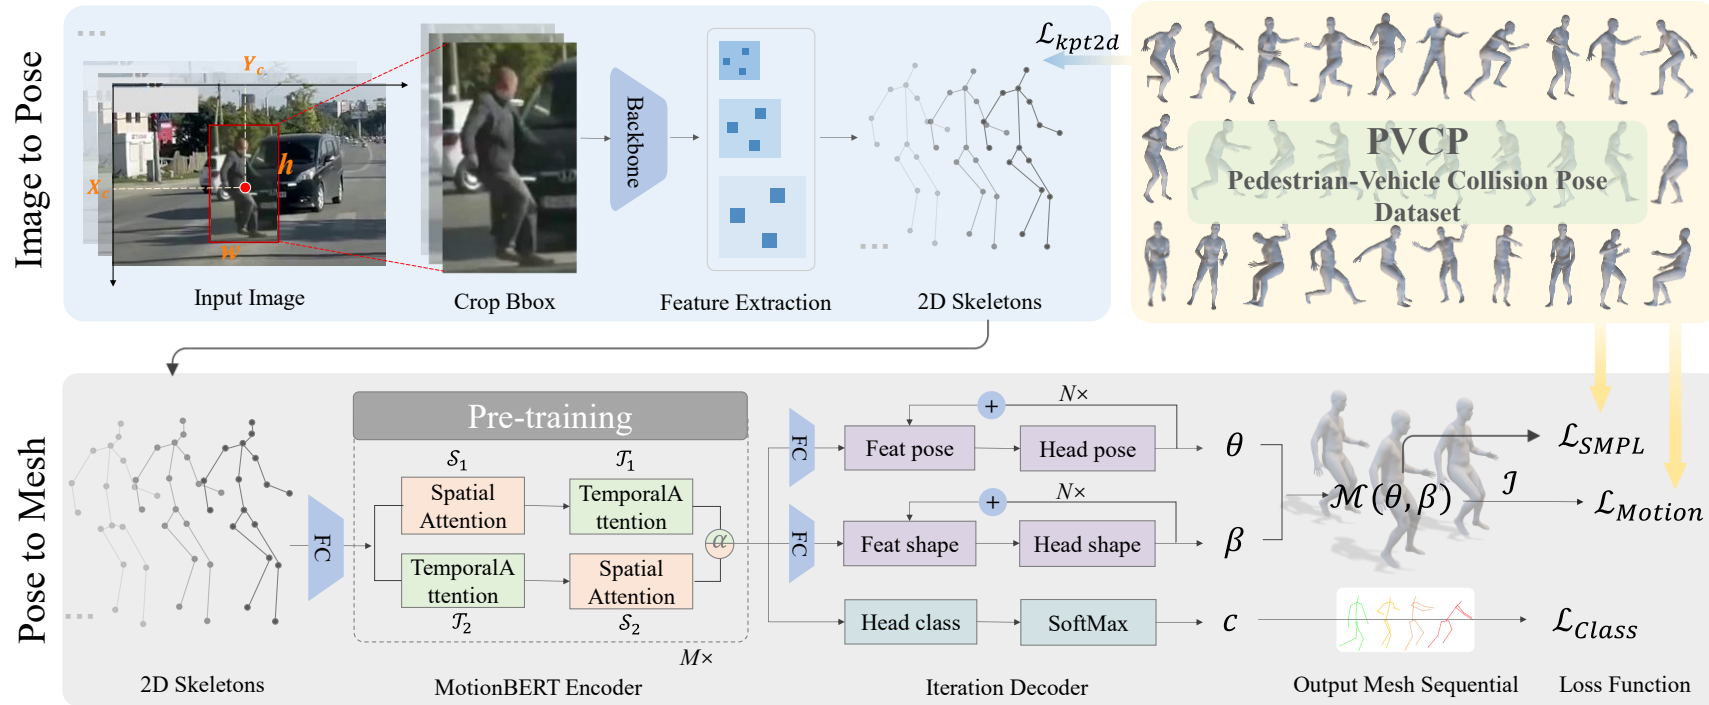 Image to Pose
...
Y_c
X_c
h
w
Input Image
Crop Bbox
Backbone
Feature Extraction
...
2D Skeletons
ℒ_kpt2d
PVCP
Pedestrian-Vehicle Collision Pose
Dataset
Pose to Mesh
...
2D Skeletons
FC
Pre-training
𝒮_1
𝒯_1
Spatial
Attention
TemporalA
ttention
α
TemporalA
ttention
Spatial
Attention
𝒯_2
𝒮_2
M×
MotionBERT Encoder
FC
N×
+
Feat pose
Head pose
θ
FC
N×
+
Feat shape
Head shape
β
Head class
SoftMax
c
Iteration Decoder
ℳ(θ, β)
𝒥
Output Mesh Sequential
ℒ_SMPL
ℒ_Motion
ℒ_Class
Loss Function